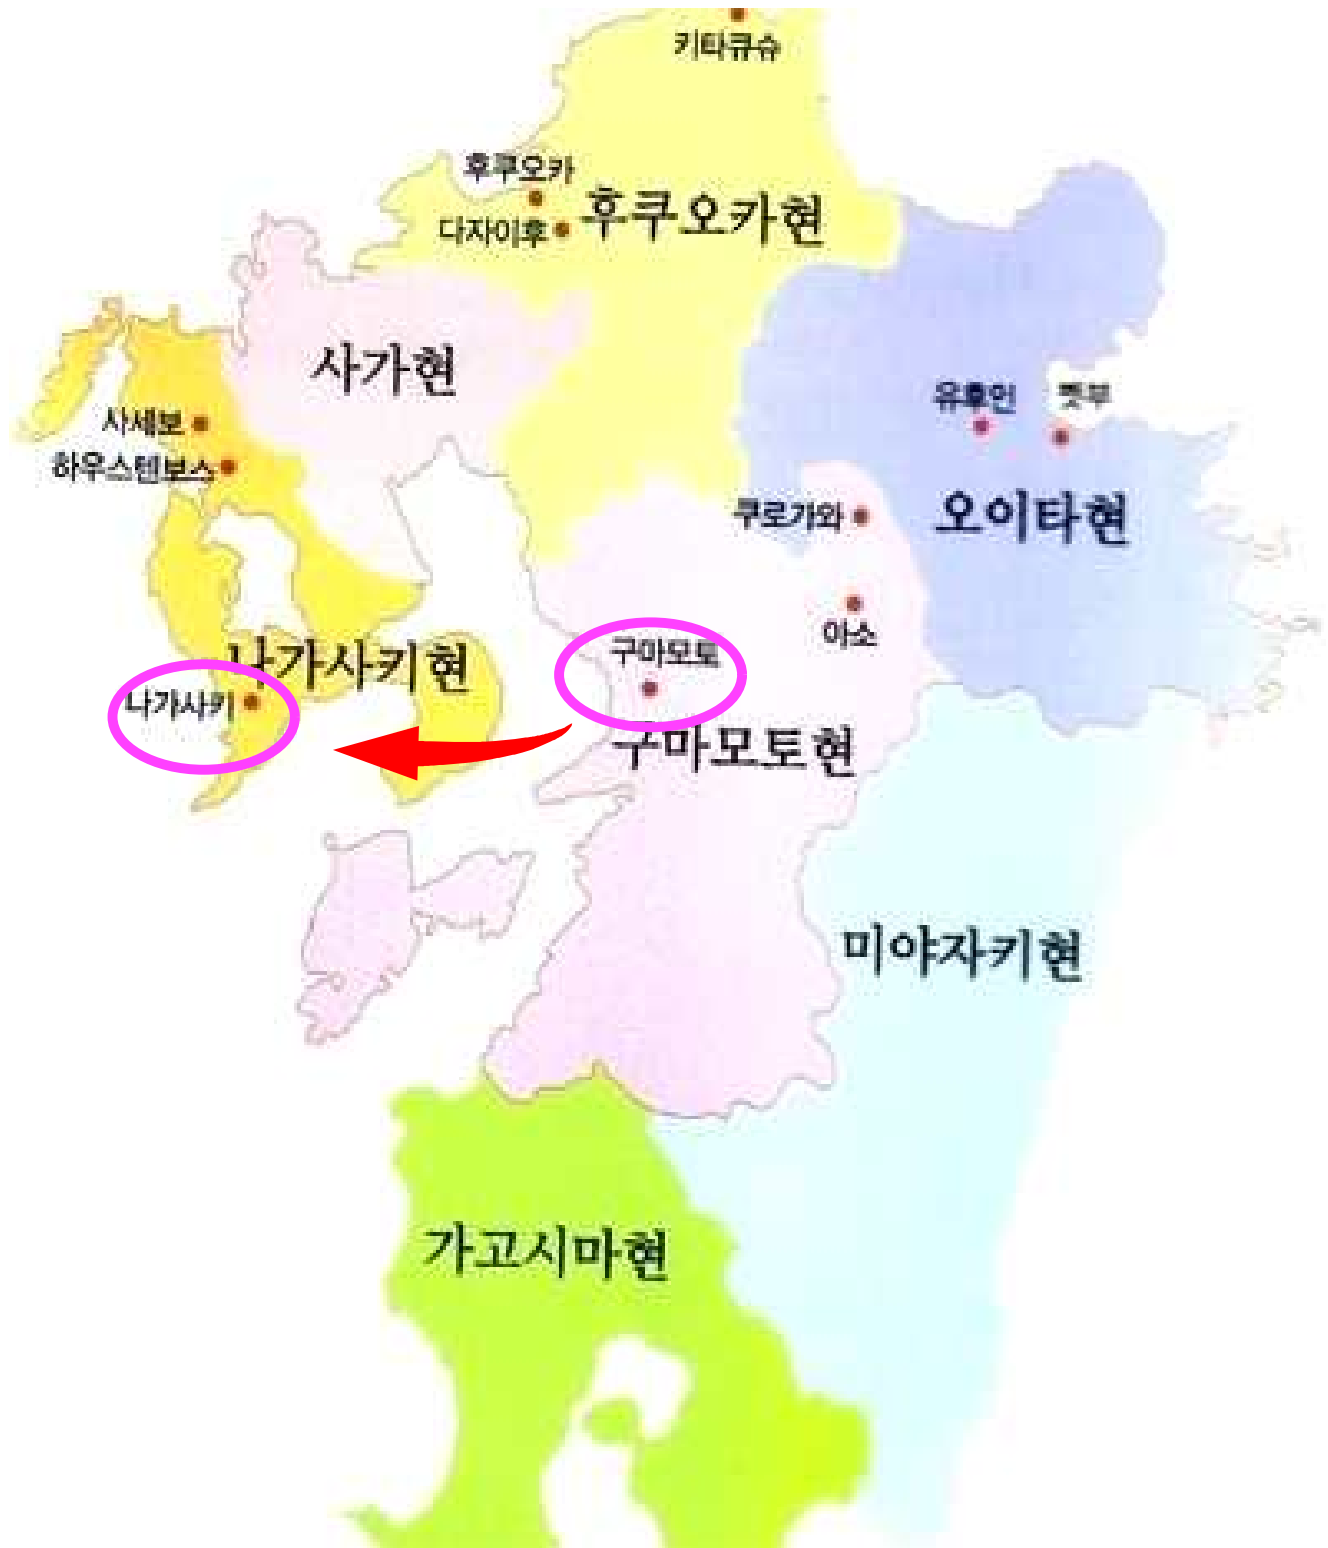 키타큐슈
후쿠오카
다자이후
후쿠오카현
사가현
사세보
하우스텐보스
유후인
벳부
쿠로가와
오이타현
아소
구마모토
나가사키현
나가사키
구마모토현
미야자키현
가고시마현